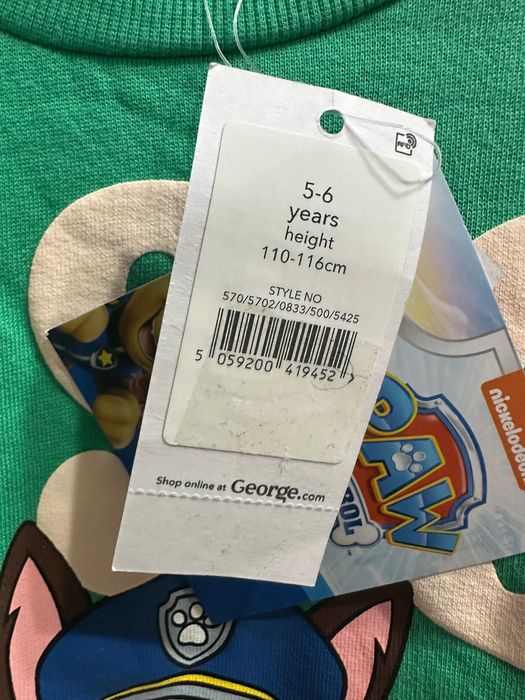 RFID
5-6
years
height
110-116cm
STYLE NO
570/5702/0833/500/5425
5 059200 419452 >
Shop online at George.com
nickelodeon
PAW